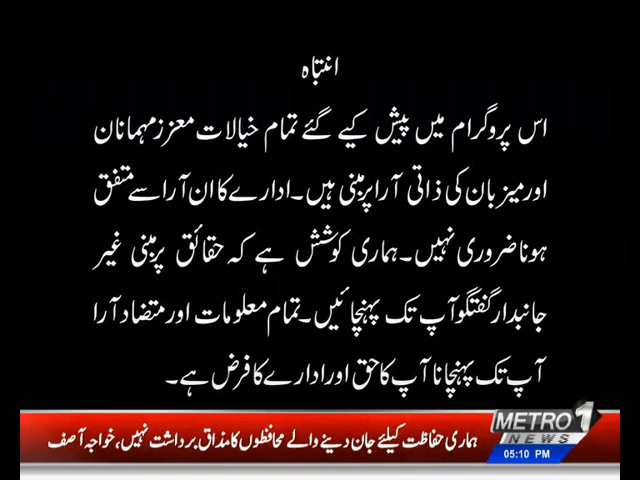 انتباہ
اس پروگرام میں پیش کیے گئے تمام خیالات معزز مہمانان
اور میزبان کی ذاتی آرا پر مبنی ہیں۔ ادارے کا ان آرا سے متفق
ہونا ضروری نہیں۔ ہماری کوشش ہے کہ حقائق پر مبنی غیر
جانبدار گفتگو آپ تک پہنچائیں۔ تمام معلومات اور متضاد آرا
آپ تک پہنچانا آپ کا حق اور ادارے کا فرض ہے۔
ہماری حفاظت کیلئے جان دینے والے محافظوں کا مذاق برداشت نہیں، خواجہ آصف
METRO 1
NEWS
05:10 PM